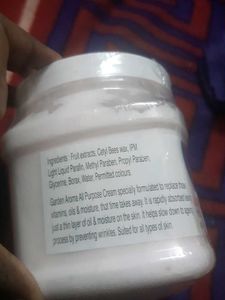 Ingredients : Fruit extracts, Cetyl Bees wax, IPM
Light Liquid Paraffin, Methyl Paraben, Propyl Paraben,
Glycerine, Borax, Water, Permitted colours.
Garden Aroma All Purpose Cream specially formulated to replace those
vitamins, oils & moisture, that time takes away. It is rapidly absorbed leaving
just a thin layer of oil & moisture on the skin. It helps slow down to ageing
process by preventing wrinkles. Suited for all types of skin.